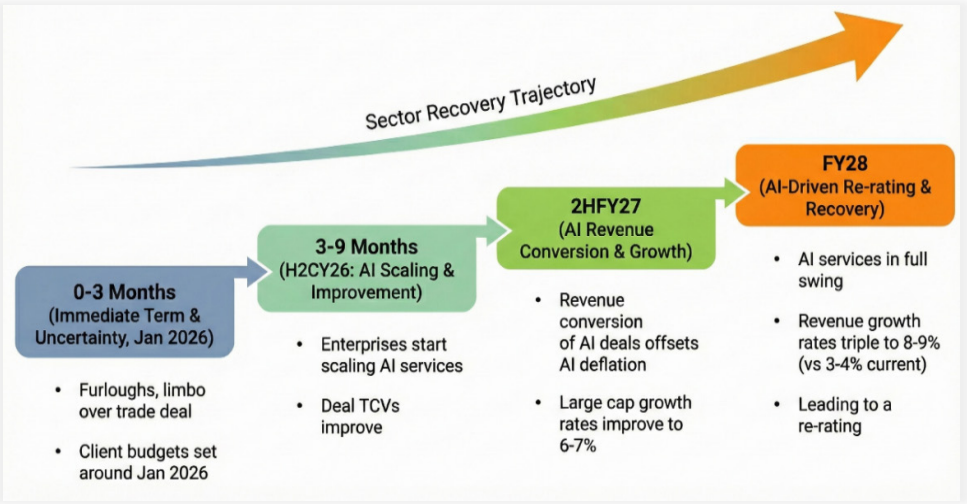 Sector Recovery Trajectory
0-3 Months
(Immediate Term &
Uncertainty, Jan 2026)
• Furloughs, limbo
over trade deal
• Client budgets set
around Jan 2026
3-9 Months
(H2CY26: AI Scaling &
Improvement)
• Enterprises start
scaling AI services
• Deal TCVs
improve
2HFY27
(AI Revenue
Conversion & Growth)
• Revenue
conversion
of AI deals offsets
AI deflation
• Large cap growth
rates improve to
6-7%
FY28
(AI-Driven Re-rating &
Recovery)
• AI services in full
swing
• Revenue growth
rates triple to 8-9%
(vs 3-4% current)
• Leading to a
re-rating